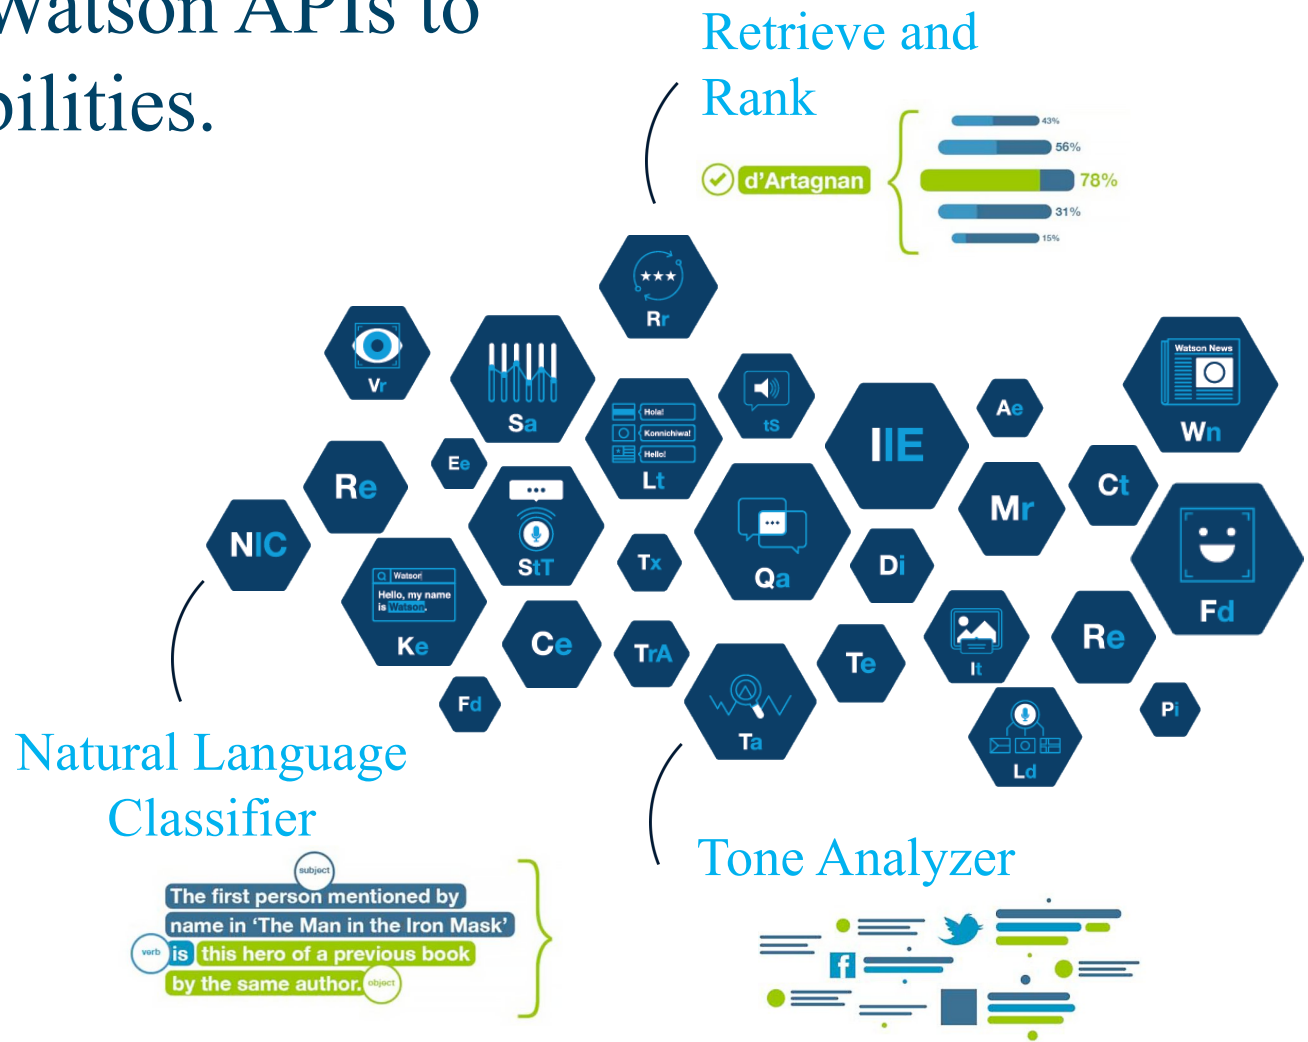 Watson APIs to
bilities.
Retrieve and
Rank
43%
56%
d'Artagnan
78%
31%
15%
Rr
Vr
Sa
Hola!
Konnichiwa!
Hello!
Lt
tS
IIE
Ae
Watson News
Wn
Re
Ee
NIC
StT
Tx
Qa
Di
Mr
Ct
Fd
Watson
Hello, my name
is Watson.
Ke
Ce
TrA
Ta
Te
It
Re
Fd
Ld
Pi
Natural Language
Classifier
subject
The first person mentioned by
name in 'The Man in the Iron Mask'
verb
is this hero of a previous book
by the same author.
object
Tone Analyzer